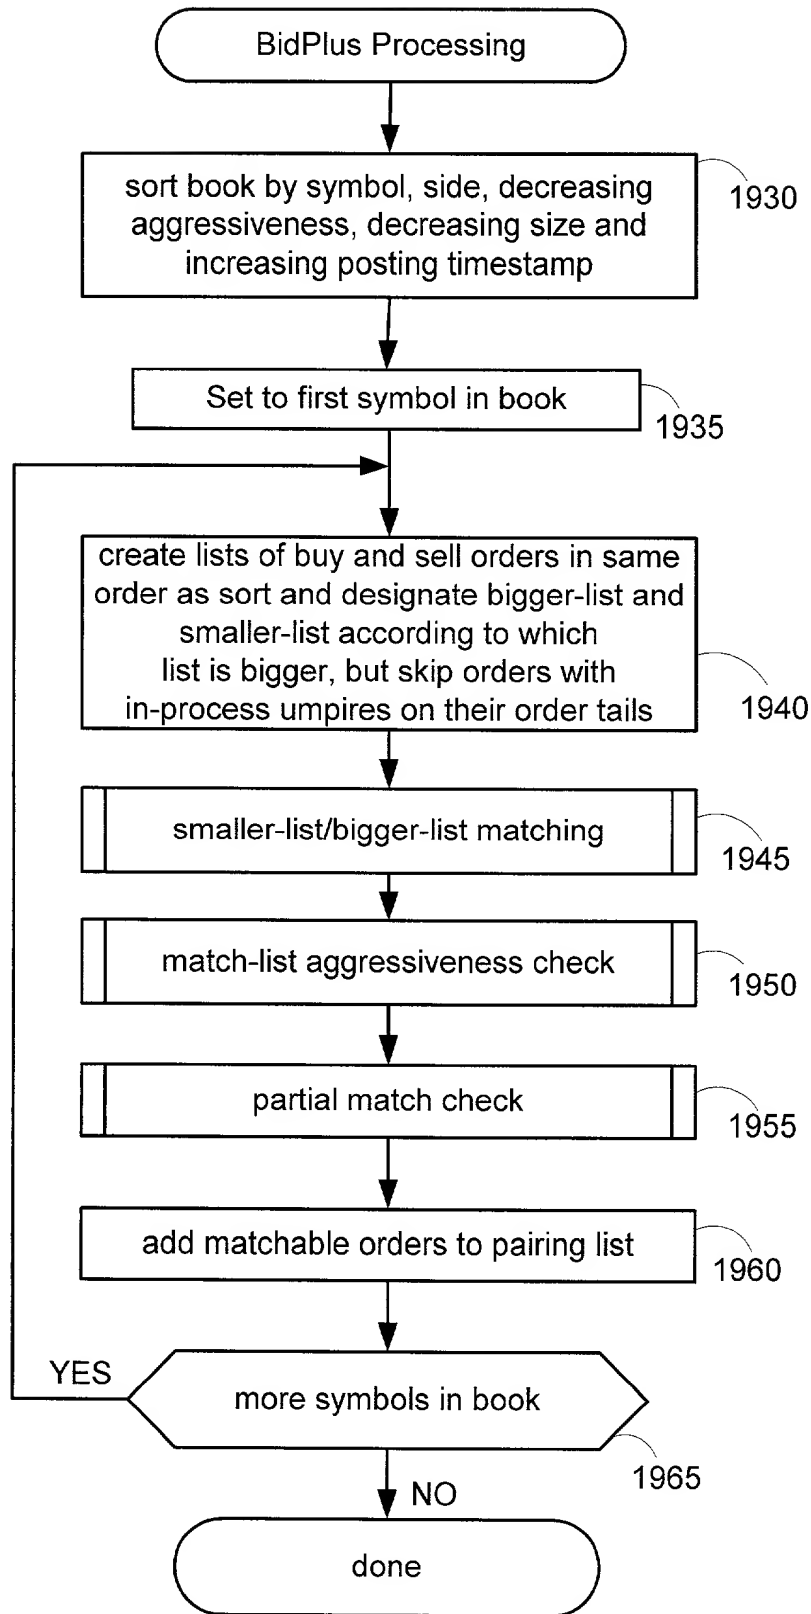 BidPlus Processing
sort book by symbol, side, decreasing
aggressiveness, decreasing size and
increasing posting timestamp
1930
Set to first symbol in book
1935
create lists of buy and sell orders in same
order as sort and designate bigger-list and
smaller-list according to which
list is bigger, but skip orders with
in-process umpires on their order tails
1940
smaller-list/bigger-list matching
1945
match-list aggressiveness check
1950
partial match check
1955
add matchable orders to pairing list
1960
YES
more symbols in book
1965
NO
done